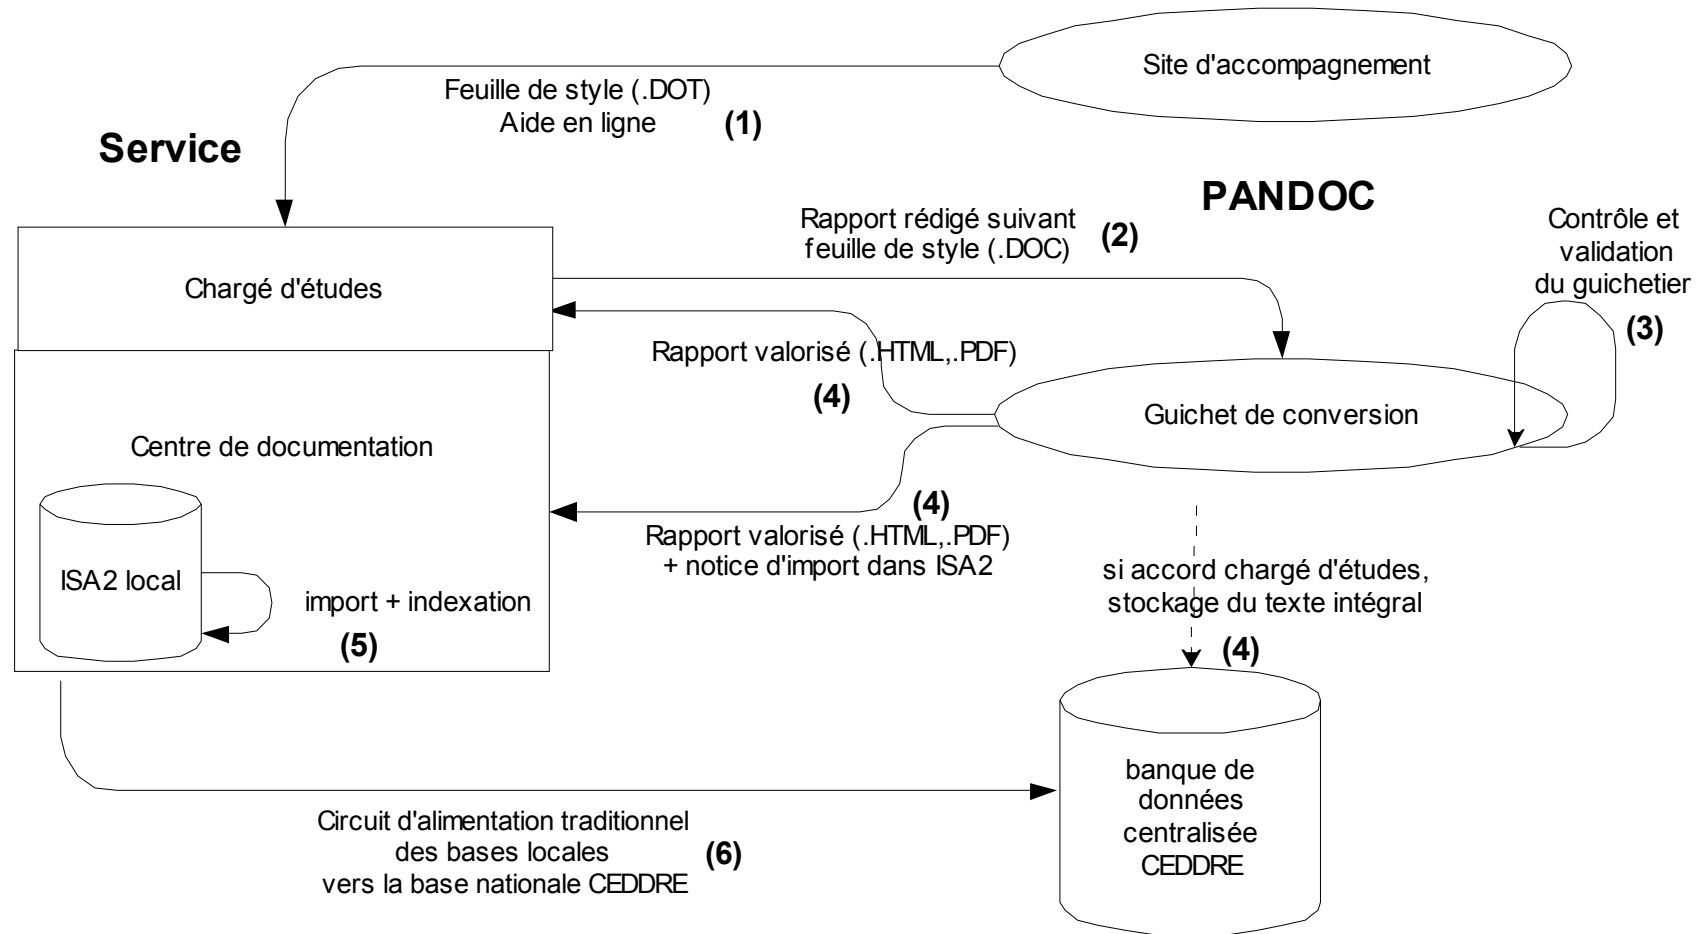 Site d'accompagnement
Feuille de style (.DOT)
Aide en ligne
(1)
Service
PANDOC
Rapport rédigé suivant
feuille de style (.DOC)
(2)
Contrôle et
validation
du guichetier
(3)
Chargé d'études
Rapport valorisé (.HTML,.PDF)
(4)
Guichet de conversion
Centre de documentation
(4)
Rapport valorisé (.HTML,.PDF)
+ notice d'import dans ISA2
si accord chargé d'études,
stockage du texte intégral
(4)
ISA2 local
import + indexation
(5)
banque de
données
centralisée
CEDDRE
Circuit d'alimentation traditionnel
des bases locales
vers la base nationale CEDDRE
(6)